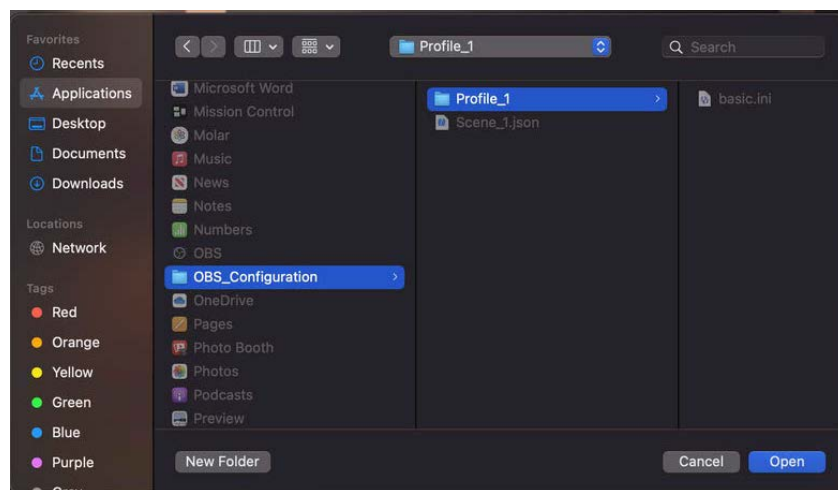 Favorites
Recents
Applications
Desktop
Documents
Downloads
Locations
Network
Tags
Red
Orange
Yellow
Green
Blue
Purple
Profile_1
Search
Microsoft Word
Mission Control
Molar
Music
News
Notes
Numbers
OBS
OBS_Configuration
OneDrive
Pages
Photo Booth
Photos
Podcasts
Preview
Profile_1
Scene_1.json
basic.ini
New Folder
Cancel
Open